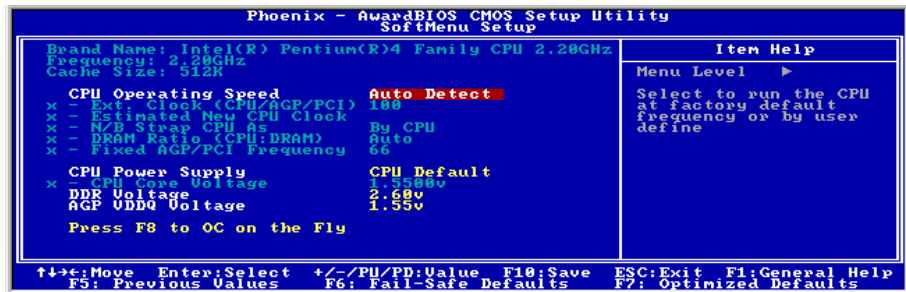 Phoenix - AwardBIOS CMOS Setup Utility
SoftMenu Setup
Brand Name: Intel(R) Pentium(R)4 Family CPU 2.20GHz
Frequency: 2.20GHz
Cache Size: 512K
CPU Operating Speed Auto Detect
x - Ext. Clock (CPU/AGP/PCI) 100
x - Estimated New CPU Clock
x - N/B Strap CPU As By CPU
x - DRAM Ratio (CPU:DRAM) Auto
x - Fixed AGP/PCI Frequency 66
CPU Power Supply CPU Default
x - CPU Core Voltage 1.5500v
DDR Voltage 2.60v
AGP VDDQ Voltage 1.55v
Press F8 to OC on the Fly
Item Help
Menu Level ►
Select to run the CPU
at factory default
frequency or by user
define
↑↓→←:Move Enter:Select +/-/PU/PD:Value F10:Save ESC:Exit F1:General Help
F5: Previous Values F6: Fail-Safe Defaults F7: Optimized Defaults